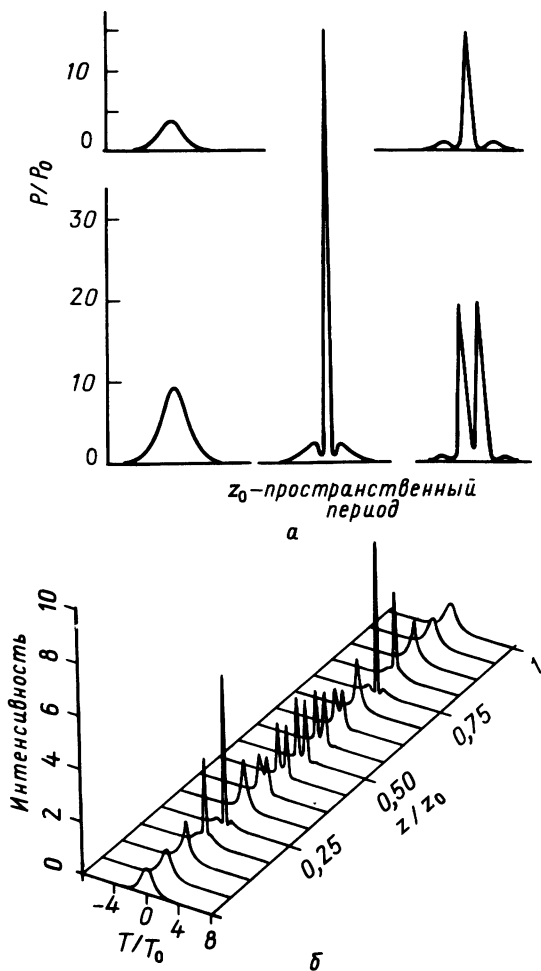 10
0
P/P₀
30
20
10
0
z₀-пространственный
период
а
Интенсивность
10
8
6
4
2
0
-4 0 4 8
T/T₀
0,25
0,50
0,75
1
z/z₀
б